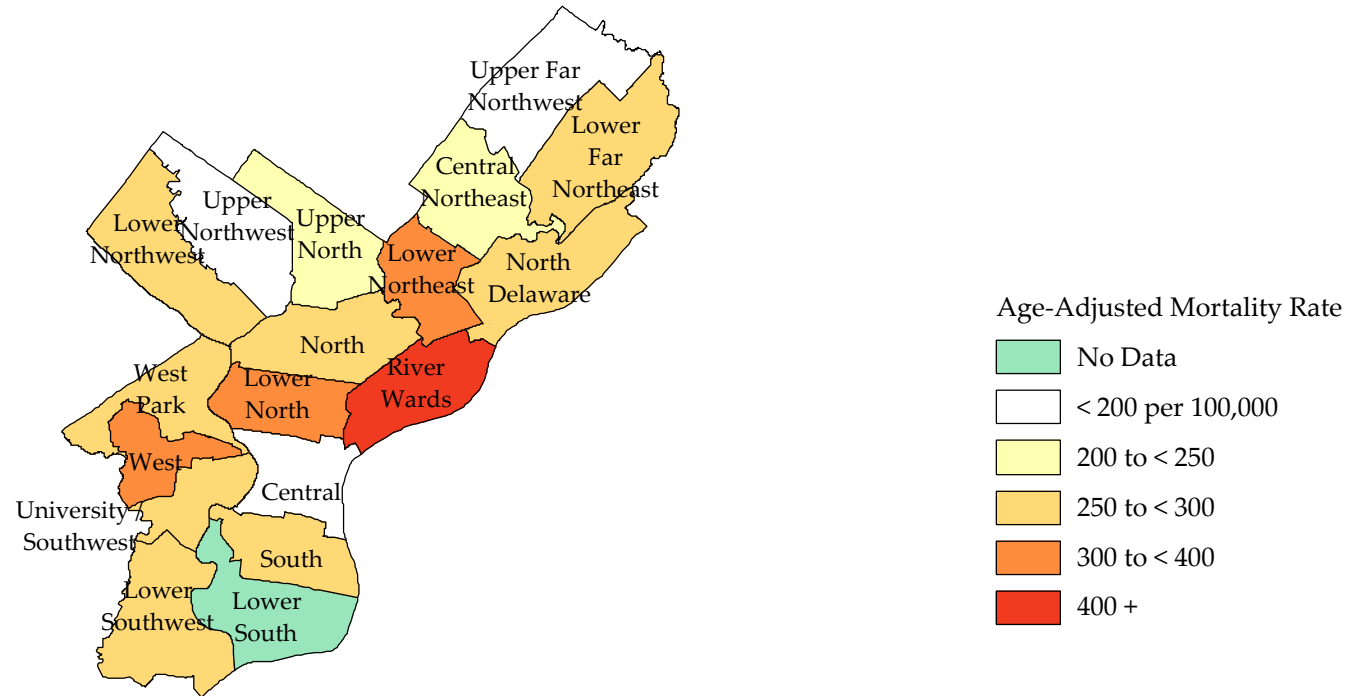 Upper Far
Northwest
Lower
Far
Northeast
Central
Northeast
Upper
Northwest
Upper
North
Lower
Northwest
Lower
Northeast
North
Delaware
North
River
Wards
West
Park
Lower
North
West
Central
University /
Southwest
South
Lower
Southwest
Lower
South
Age-Adjusted Mortality Rate
No Data
< 200 per 100,000
200 to < 250
250 to < 300
300 to < 400
400 +